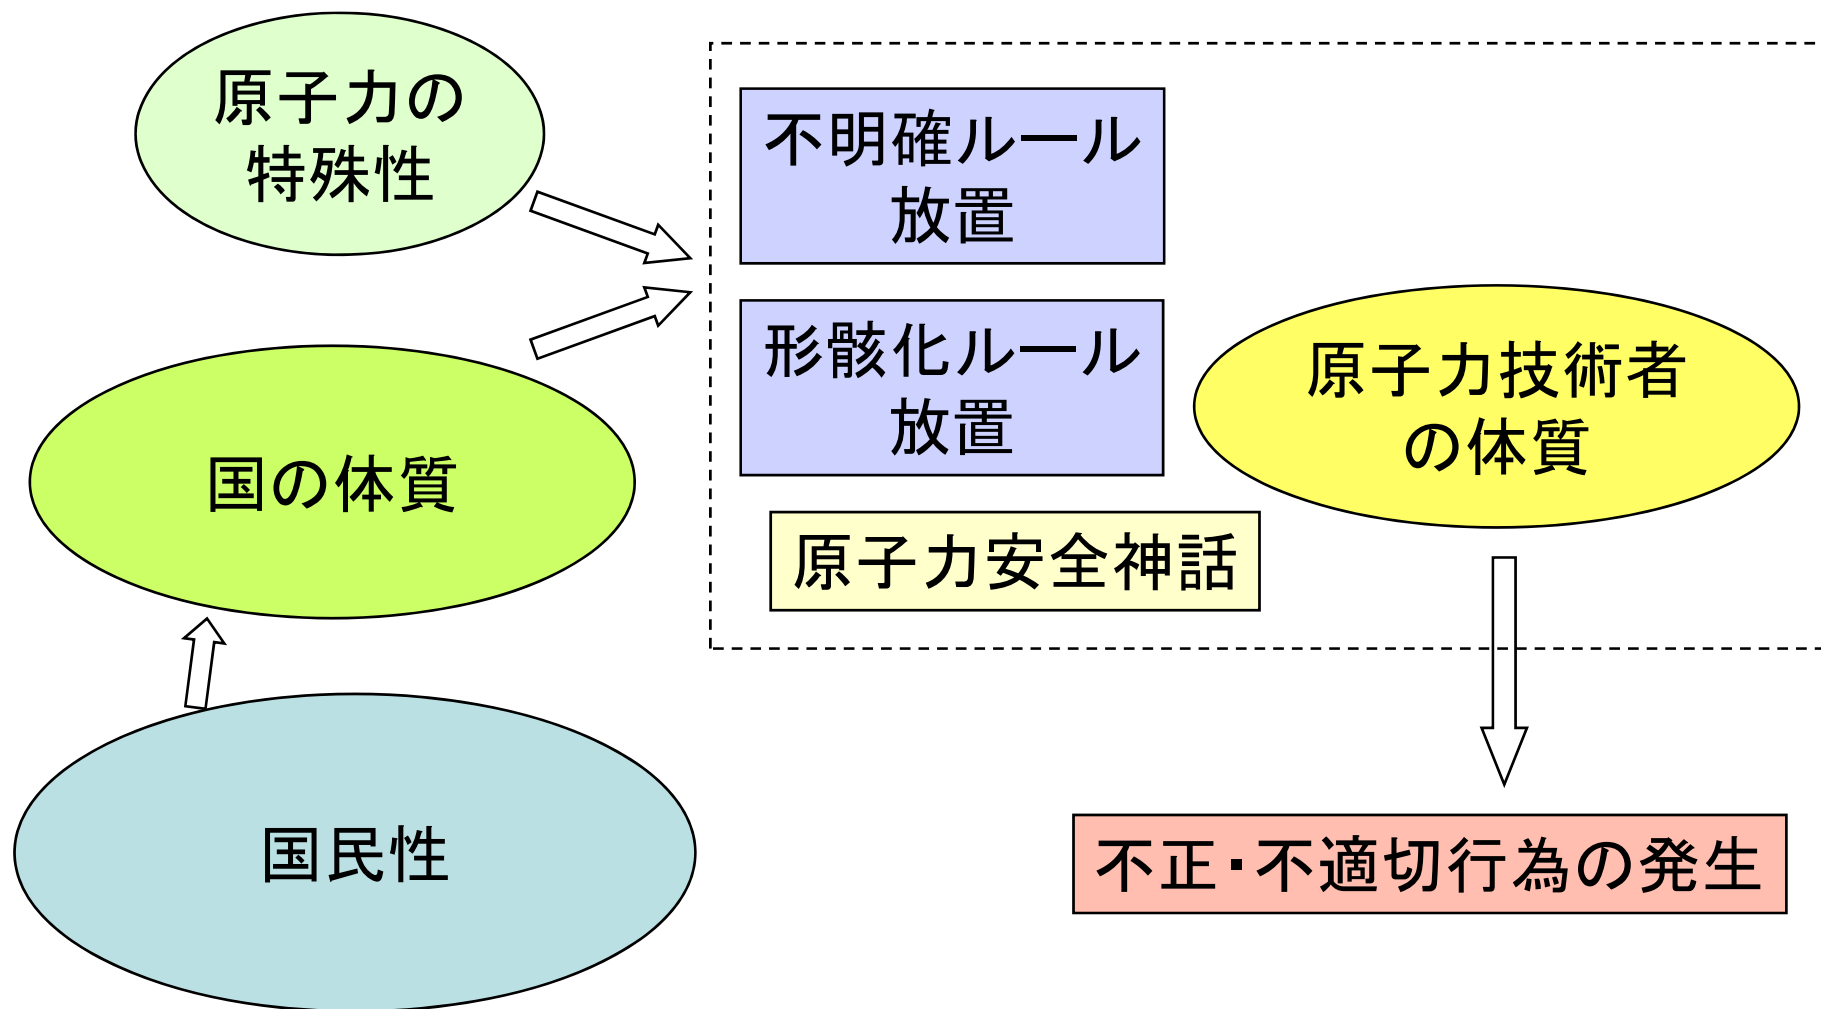 原子力の
特殊性
不明確ルール
放置
形骸化ルール
放置
原子力技術者
の体質
国の体質
原子力安全神話
国民性
不正・不適切行為の発生